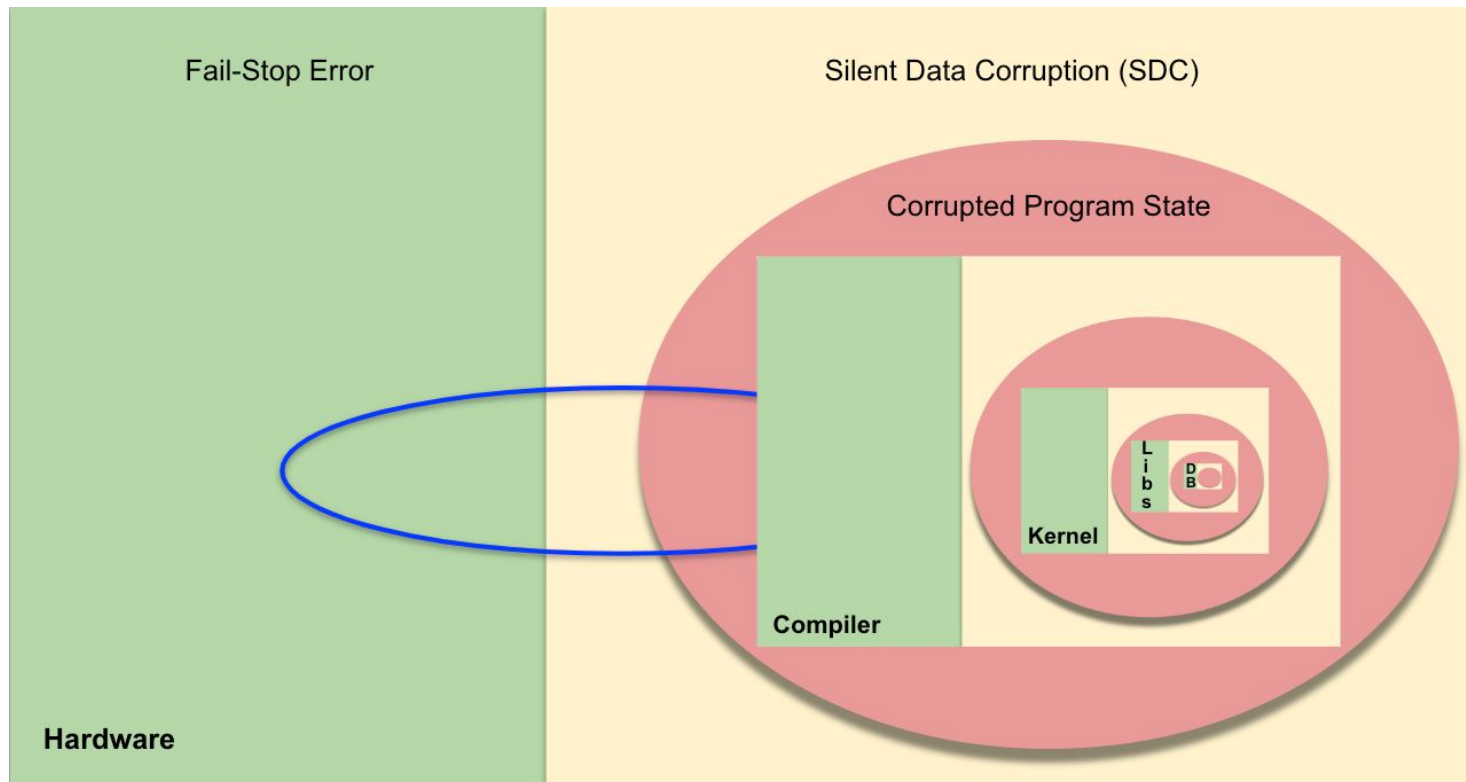 Fail-Stop Error
Silent Data Corruption (SDC)
Corrupted Program State
L
i
b
s
D
B
Kernel
Compiler
Hardware